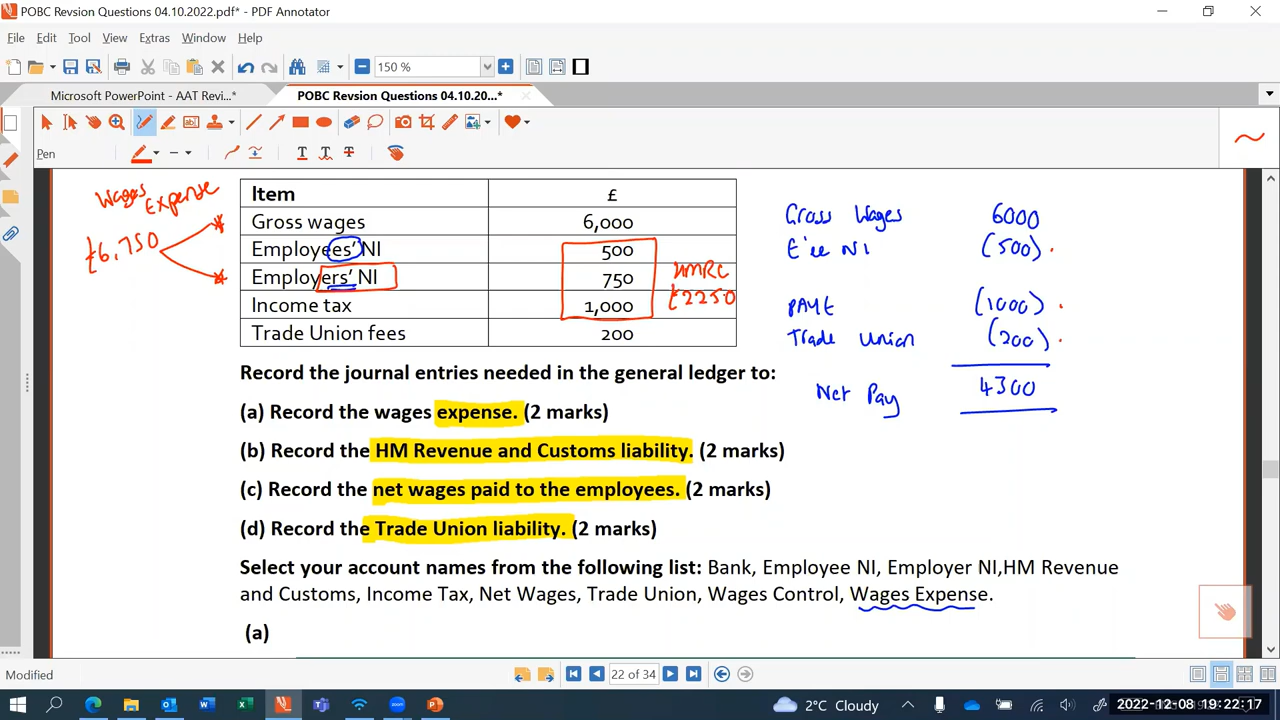 POBC Revsion Questions 04.10.2022.pdf* - PDF Annotator
File Edit Tool View Extras Window Help
150 %
Microsoft PowerPoint - AAT Revi...*
POBC Revsion Questions 04.10.20...*
Pen
Wages Expense
£6,750
Item £
Gross wages 6,000
Employees' NI 500
Employers' NI 750
Income tax 1,000
Trade Union fees 200
HMRC
£2250
Gross Wages 6000
E'ee NI (500)
PAYE (1000)
Trade Union (200)
Net Pay 4300
Record the journal entries needed in the general ledger to:
(a) Record the wages expense. (2 marks)
(b) Record the HM Revenue and Customs liability. (2 marks)
(c) Record the net wages paid to the employees. (2 marks)
(d) Record the Trade Union liability. (2 marks)
Select your account names from the following list: Bank, Employee NI, Employer NI,HM Revenue
and Customs, Income Tax, Net Wages, Trade Union, Wages Control, Wages Expense.
(a)
Modified
22 of 34
2°C Cloudy
2022-12-08 19:22:17